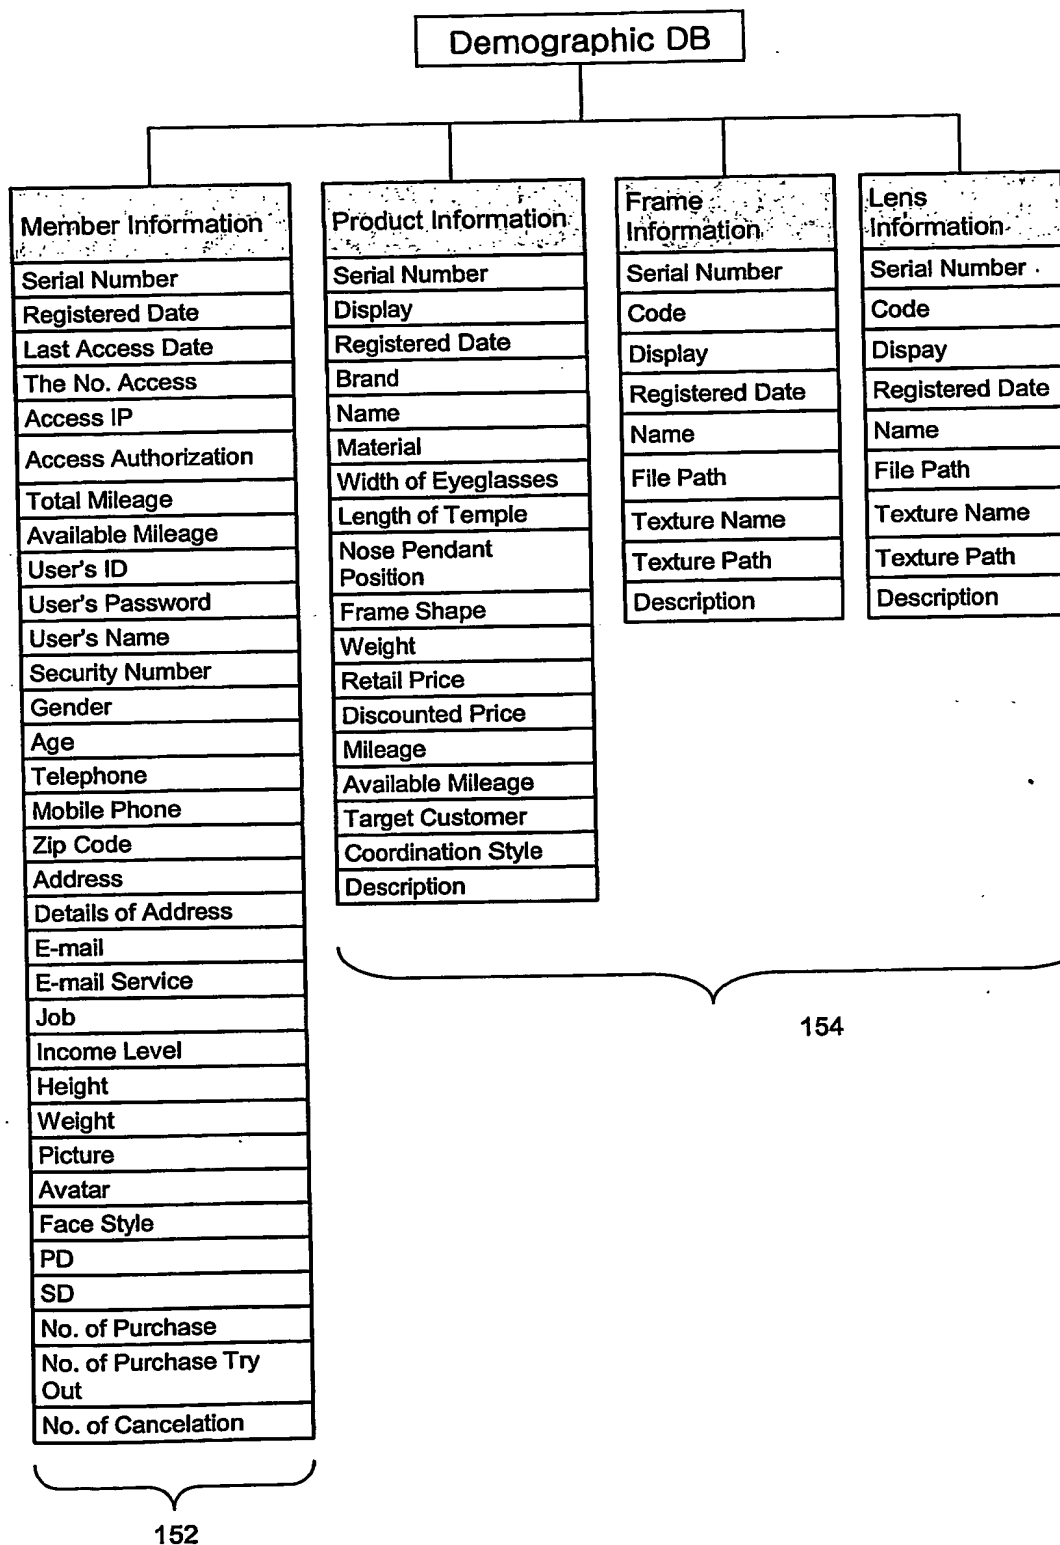 Demographic DB
Member Information
Serial Number
Registered Date
Last Access Date
The No. Access
Access IP
Access Authorization
Total Mileage
Available Mileage
User's ID
User's Password
User's Name
Security Number
Gender
Age
Telephone
Mobile Phone
Zip Code
Address
Details of Address
E-mail
E-mail Service
Job
Income Level
Height
Weight
Picture
Avatar
Face Style
PD
SD
No. of Purchase
No. of Purchase Try
Out
No. of Cancelation
152
Product Information
Serial Number
Display
Registered Date
Brand
Name
Material
Width of Eyeglasses
Length of Temple
Nose Pendant
Position
Frame Shape
Weight
Retail Price
Discounted Price
Mileage
Available Mileage
Target Customer
Coordination Style
Description
Frame
Information
Serial Number
Code
Display
Registered Date
Name
File Path
Texture Name
Texture Path
Description
Lens
Information
Serial Number
Code
Dispay
Registered Date
Name
File Path
Texture Name
Texture Path
Description
154